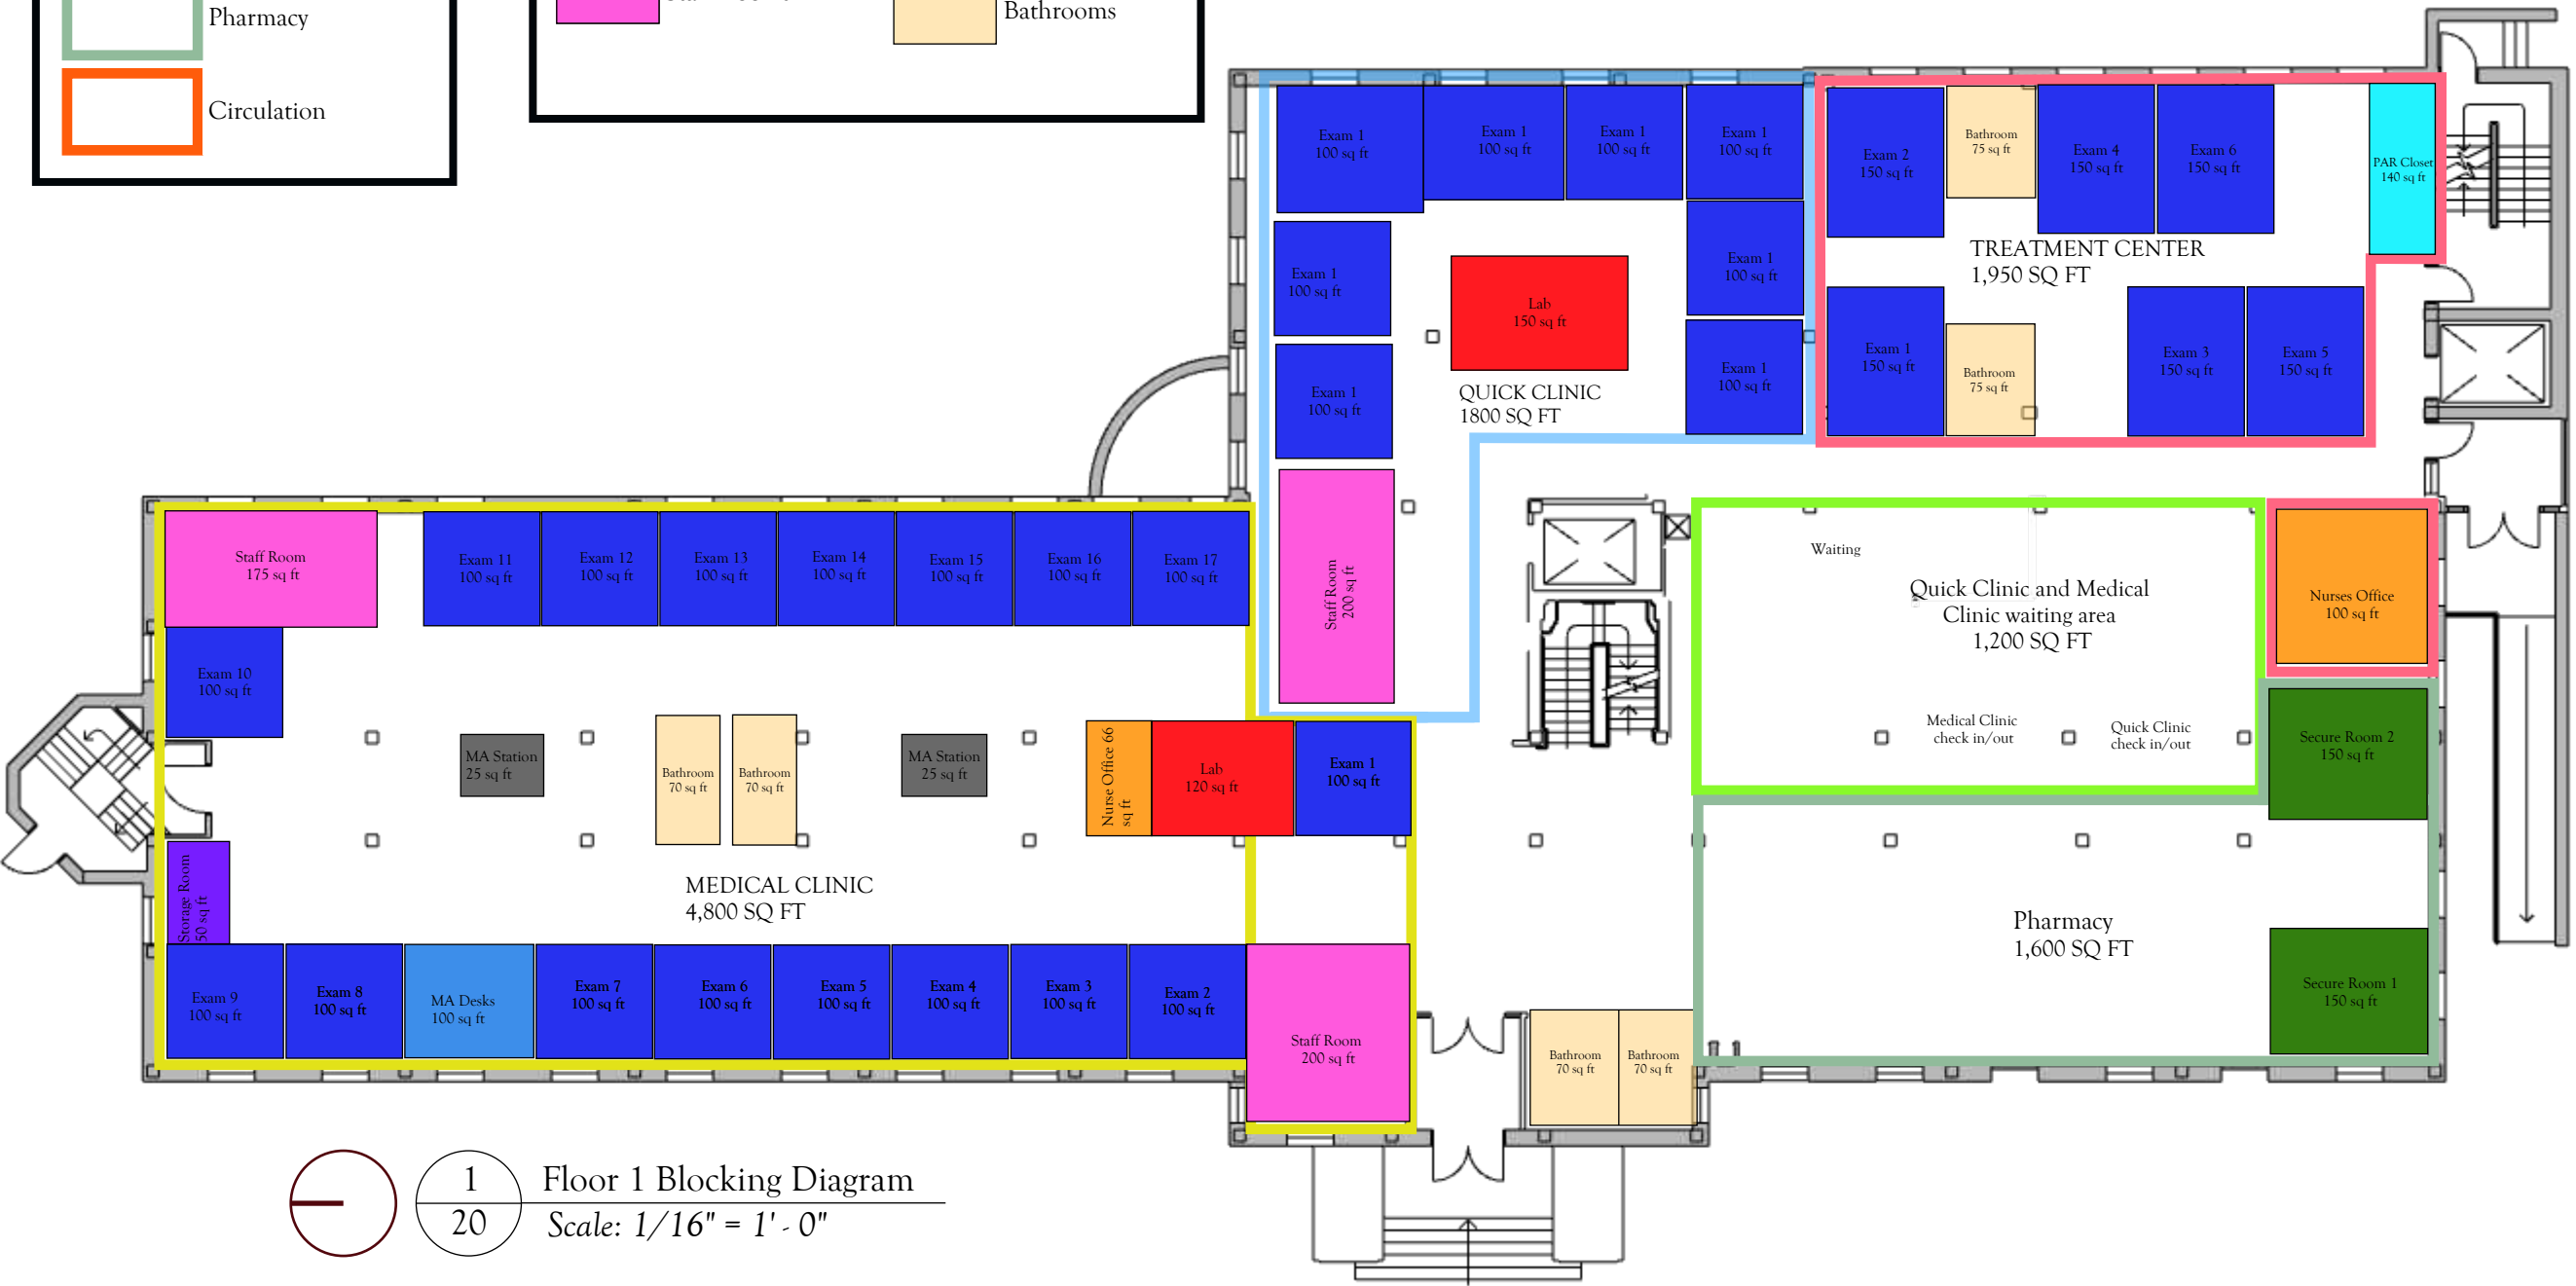 Pharmacy
Circulation
Bathrooms
Exam 1
100 sq ft
Exam 1
100 sq ft
Exam 1
100 sq ft
Exam 1
100 sq ft
Exam 1
100 sq ft
Exam 1
100 sq ft
Exam 1
100 sq ft
Exam 1
100 sq ft
Lab
150 sq ft
QUICK CLINIC
1800 SQ FT
Staff Room
200 sq ft
Exam 2
150 sq ft
Bathroom
75 sq ft
Exam 4
150 sq ft
Exam 6
150 sq ft
PAR Closet
140 sq ft
TREATMENT CENTER
1,950 SQ FT
Exam 1
150 sq ft
Bathroom
75 sq ft
Exam 3
150 sq ft
Exam 5
150 sq ft
Staff Room
175 sq ft
Exam 11
100 sq ft
Exam 12
100 sq ft
Exam 13
100 sq ft
Exam 14
100 sq ft
Exam 15
100 sq ft
Exam 16
100 sq ft
Exam 17
100 sq ft
Exam 10
100 sq ft
MA Station
25 sq ft
Bathroom
70 sq ft
Bathroom
70 sq ft
MA Station
25 sq ft
Nurse Office 66
sq ft
Lab
120 sq ft
Exam 1
100 sq ft
Storage Room
50 sq ft
MEDICAL CLINIC
4,800 SQ FT
Exam 9
100 sq ft
Exam 8
100 sq ft
MA Desks
100 sq ft
Exam 7
100 sq ft
Exam 6
100 sq ft
Exam 5
100 sq ft
Exam 4
100 sq ft
Exam 3
100 sq ft
Exam 2
100 sq ft
Staff Room
200 sq ft
Waiting
Quick Clinic and Medical
Clinic waiting area
1,200 SQ FT
Medical Clinic
check in/out
Quick Clinic
check in/out
Nurses Office
100 sq ft
Secure Room 2
150 sq ft
Pharmacy
1,600 SQ FT
Secure Room 1
150 sq ft
Bathroom
70 sq ft
Bathroom
70 sq ft
1
20
Floor 1 Blocking Diagram
Scale: 1/16" = 1' - 0"